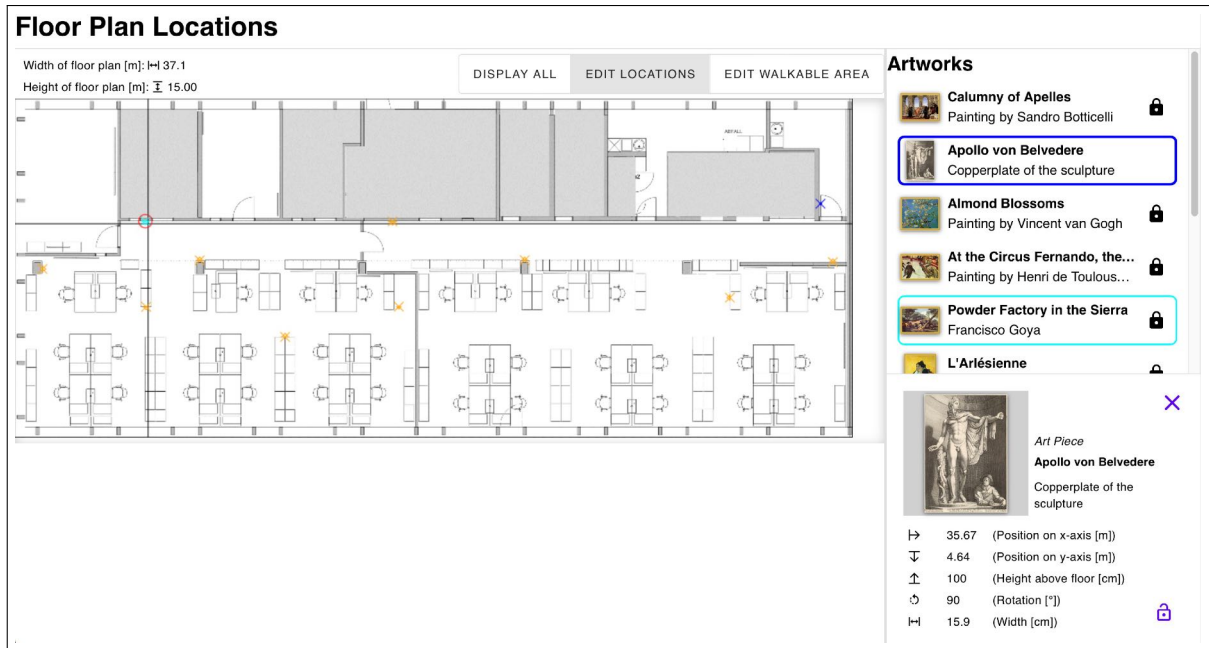 Floor Plan Locations
Width of floor plan [m]: 37.1
Height of floor plan [m]: 15.00
DISPLAY ALL
EDIT LOCATIONS
EDIT WALKABLE AREA
ABFALL
Artworks
Calumny of Apelles
Painting by Sandro Botticelli
Apollo von Belvedere
Copperplate of the sculpture
Almond Blossoms
Painting by Vincent van Gogh
At the Circus Fernando, the...
Painting by Henri de Toulous...
Powder Factory in the Sierra
Francisco Goya
L'Arlésienne
Art Piece
Apollo von Belvedere
Copperplate of the
sculpture
35.67 (Position on x-axis [m])
4.64 (Position on y-axis [m])
100 (Height above floor [cm])
90 (Rotation [°])
15.9 (Width [cm])